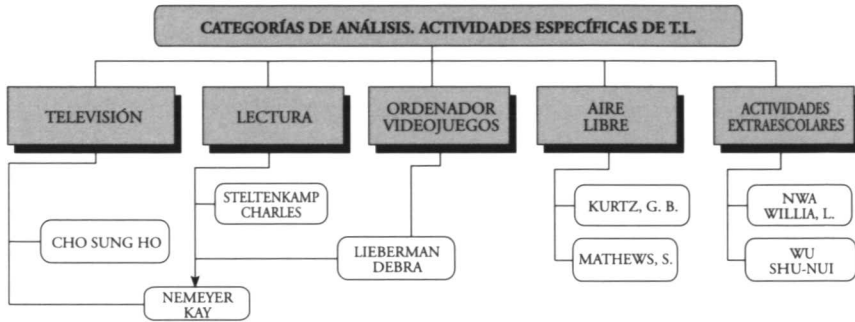 CATEGORÍAS DE ANÁLISIS. ACTIVIDADES ESPECÍFICAS DE T.L.
TELEVISIÓN
LECTURA
ORDENADOR
VIDEOJUEGOS
AIRE
LIBRE
ACTIVIDADES
EXTRAESCOLARES
STELTENKAMP
CHARLES
KURTZ, G. B.
NWA
WILLIA, L.
CHO SUNG HO
LIEBERMAN
DEBRA
MATHEWS, S.
WU
SHU-NUI
NEMEYER
KAY